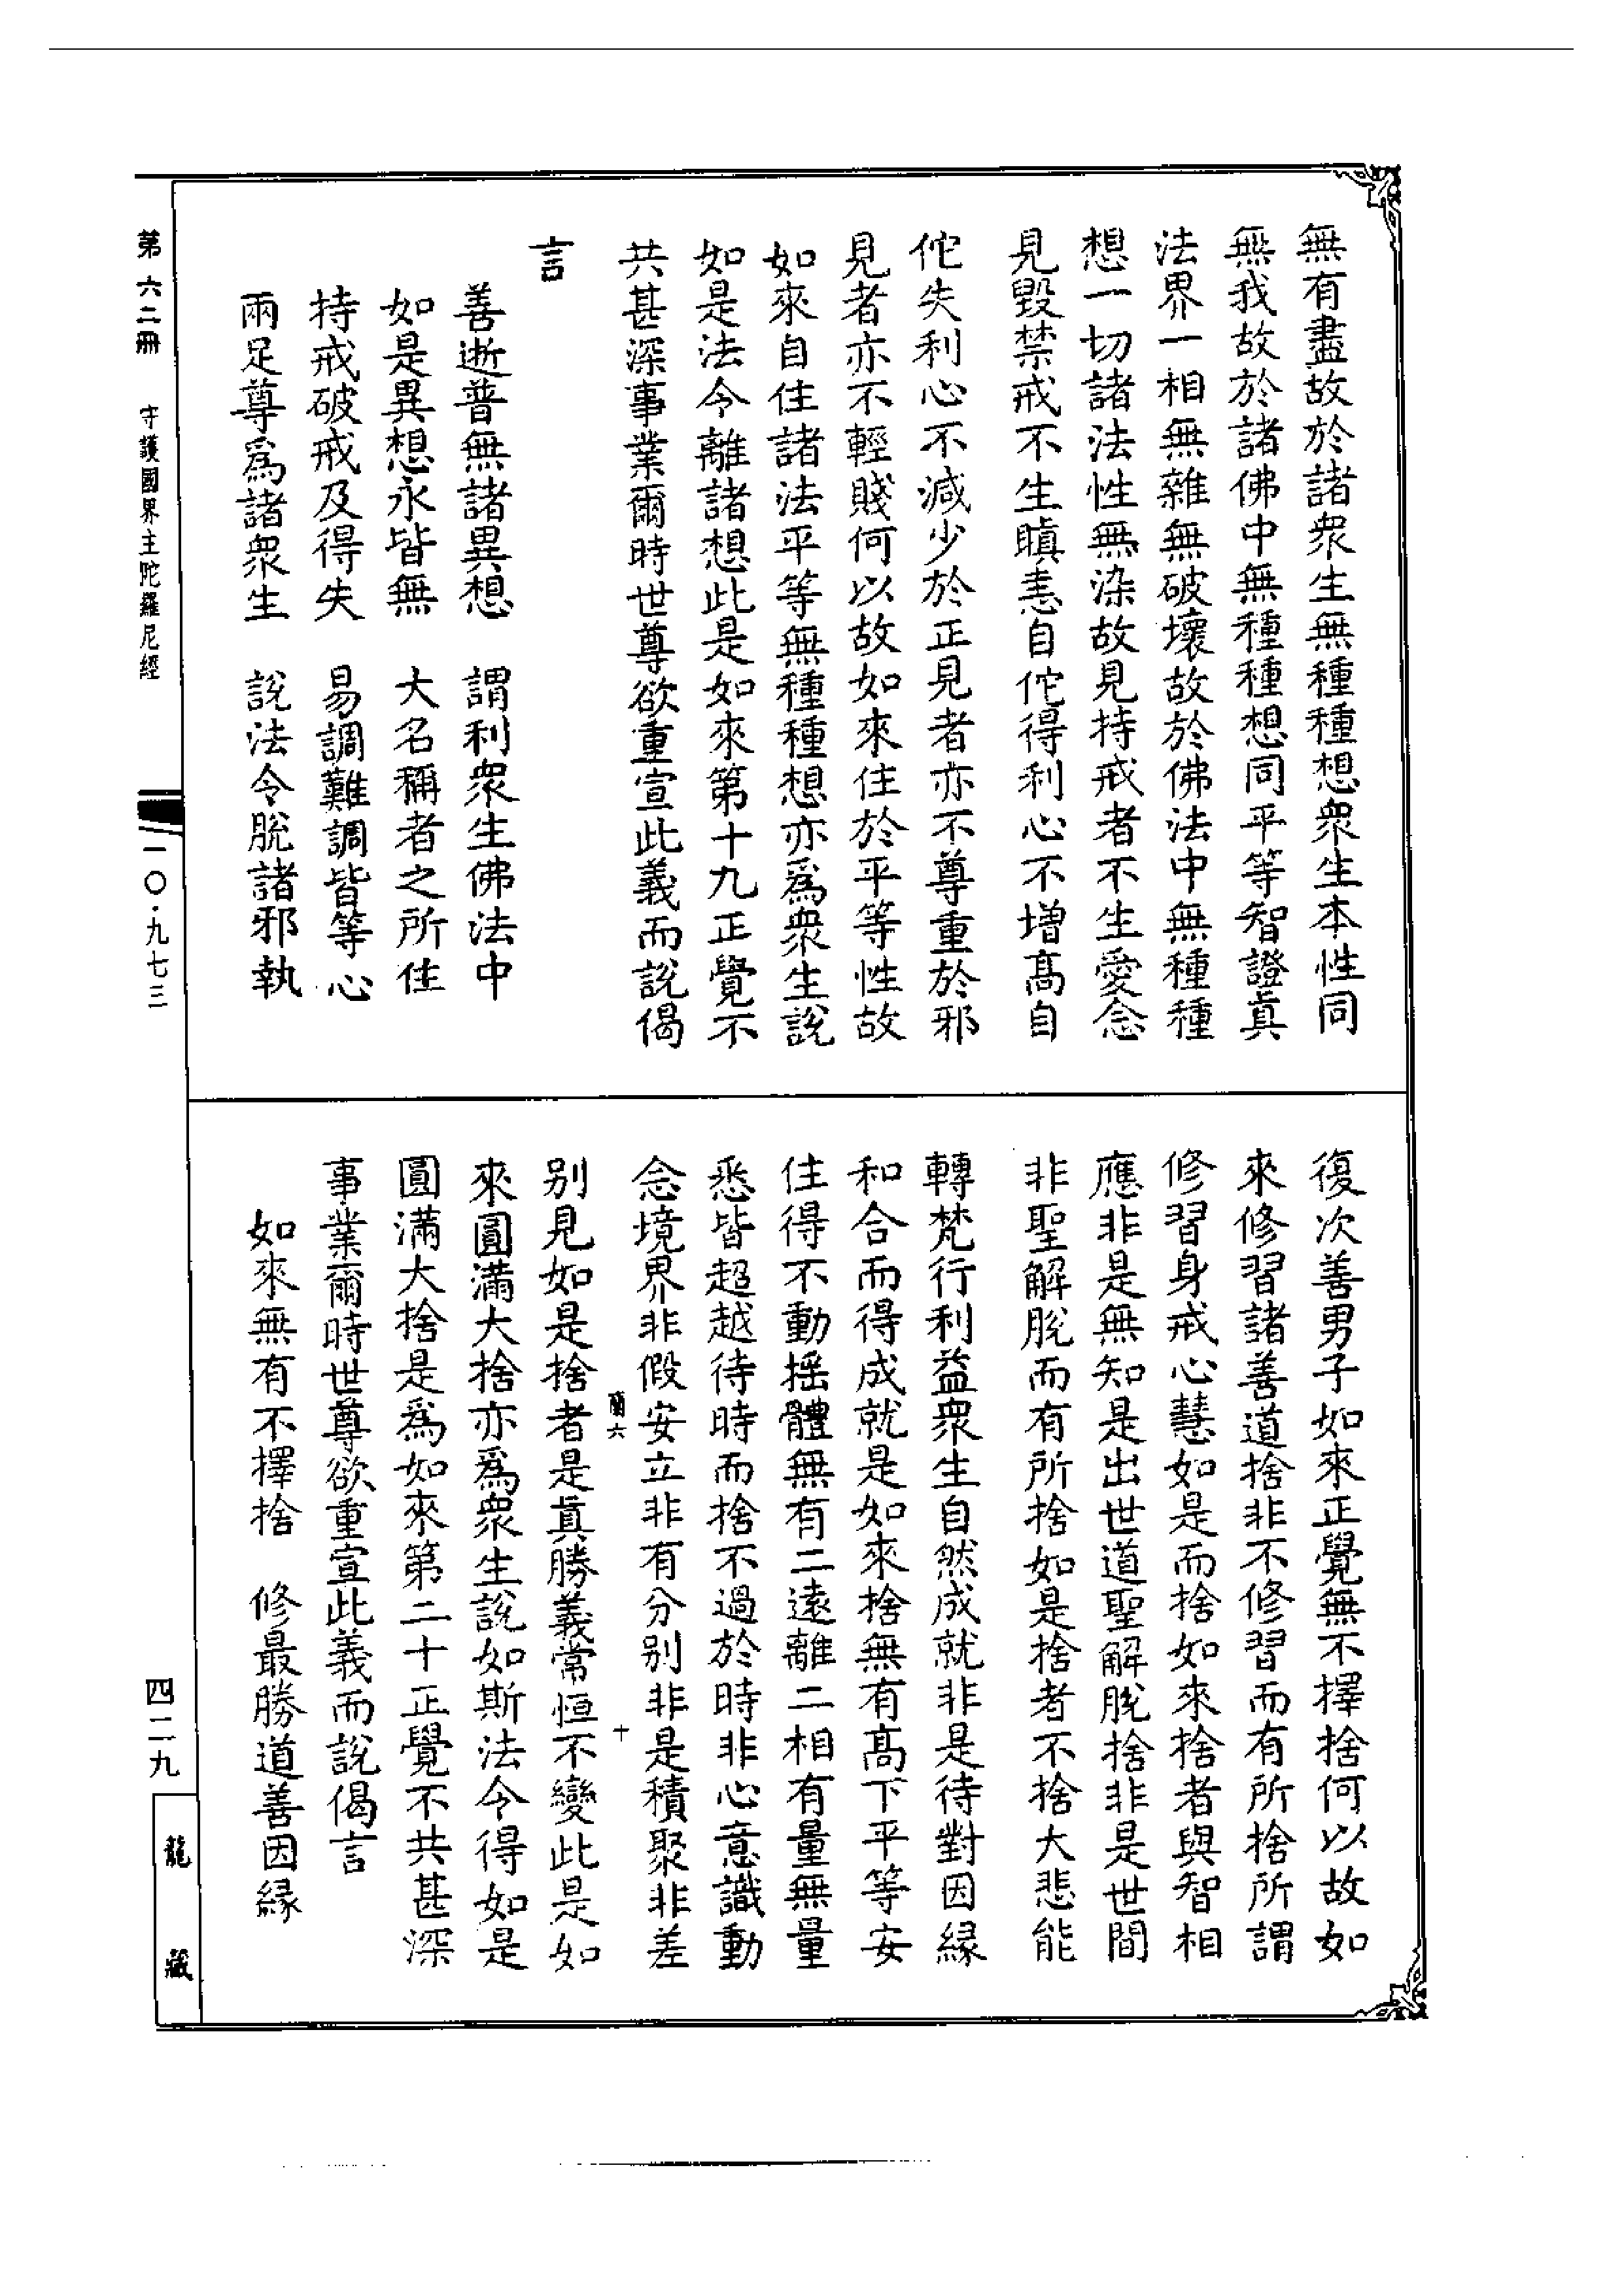 無有盡故於諸衆生無種種想衆生本性同
無我故於諸佛中無種種想同平等智證眞
法界一相無雜無破壞故於佛法中無種種
想一切諸法性無染故見持戒者不生愛念
見毀禁戒不生瞋恚自佗得利心不增髙自
佗失利心不減少於正見者亦不尊重於邪
見者亦不輕賤何以故如來住於平等性故
如來自住諸法平等無種種想亦爲衆生說
如是法令離諸想此是如來第十九正覺不
共甚深事業爾時世尊欲重宣此義而說偈
言
善逝普無諸異想　謂利衆生佛法中
如是異想永皆無　大名稱者之所住
持戒破戒及得失　易調難調皆等心
兩足尊爲諸衆生　說法令脫諸邪執
復次善男子如來正覺無不擇捨何以故如
來修習諸善道捨非不修習而有所捨所謂
修習身戒心慧如是而捨如來捨者與智相
應非是無知是出世道聖解脫捨非是世間
非聖解脫而有所捨如是捨者不捨大悲能
轉梵行利益衆生自然成就非是待對因緣
和合而得成就是如來捨無有髙下平等安
住得不動揺體無有二遠離二相有量無量
悉皆超越待時而捨不過於時非心意識動
念境界非假安立非有分别非是積聚非差
蘭六　十
别見如是捨者是眞勝義常恒不變此是如
來圓滿大捨亦爲衆生說如斯法令得如是
圓滿大捨是爲如來第二十正覺不共甚深
事業爾時世尊欲重宣此義而說偈言
如來無有不擇捨　修最勝道善因緣
第六二冊　守護國界主陀羅尼經
一〇·九七三
四二九
龍藏